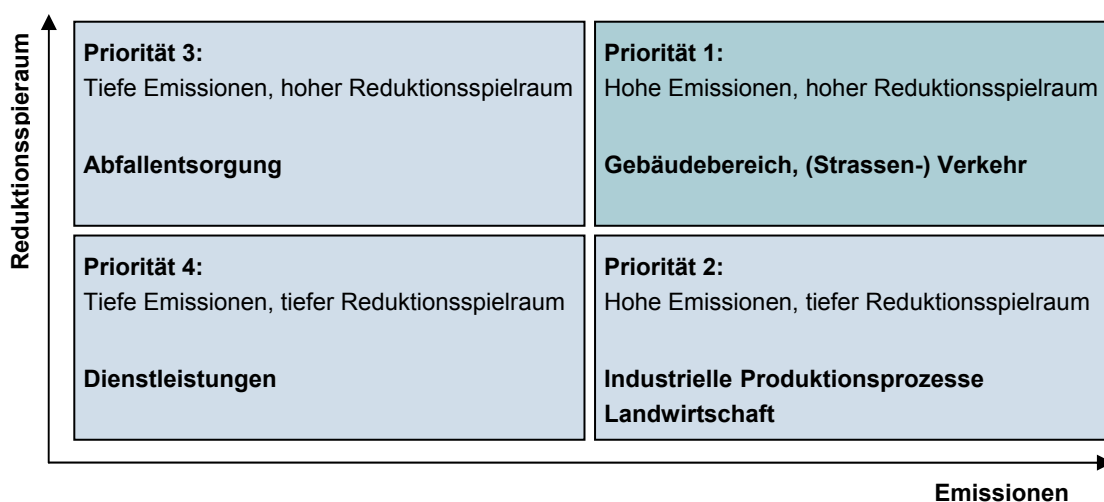 Reduktionsspieraum
Priorität 3:
Tiefe Emissionen, hoher Reduktionsspielraum
Abfallentsorgung
Priorität 1:
Hohe Emissionen, hoher Reduktionsspielraum
Gebäudebereich, (Strassen-) Verkehr
Priorität 4:
Tiefe Emissionen, tiefer Reduktionsspielraum
Dienstleistungen
Priorität 2:
Hohe Emissionen, tiefer Reduktionsspielraum
Industrielle Produktionsprozesse
Landwirtschaft
Emissionen